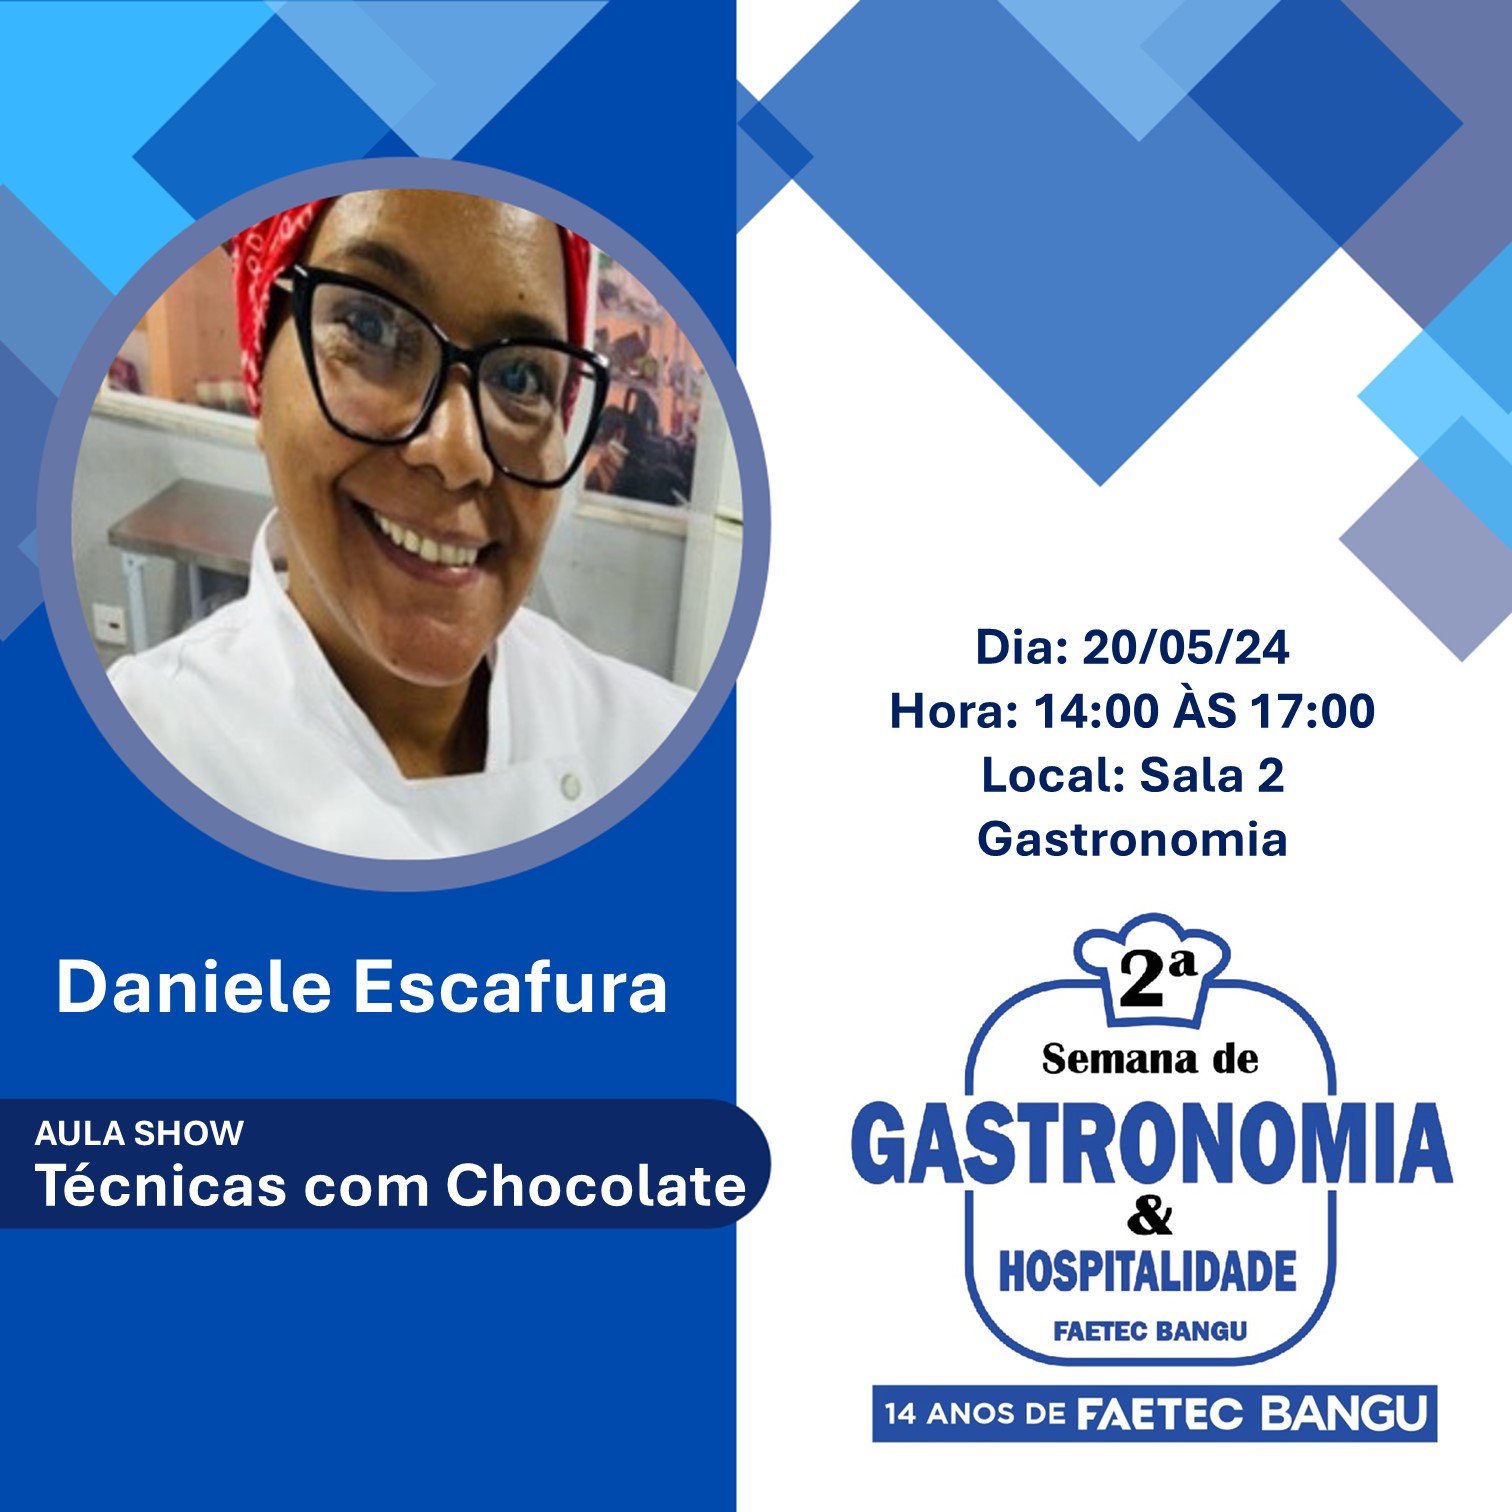 Daniele Escafura
AULA SHOW
Técnicas com Chocolate
Dia: 20/05/24
Hora: 14:00 ÀS 17:00
Local: Sala 2
Gastronomia
2ª
Semana de
GASTRONOMIA
&
HOSPITALIDADE
FAETEC BANGU
14 ANOS DE FAETEC BANGU